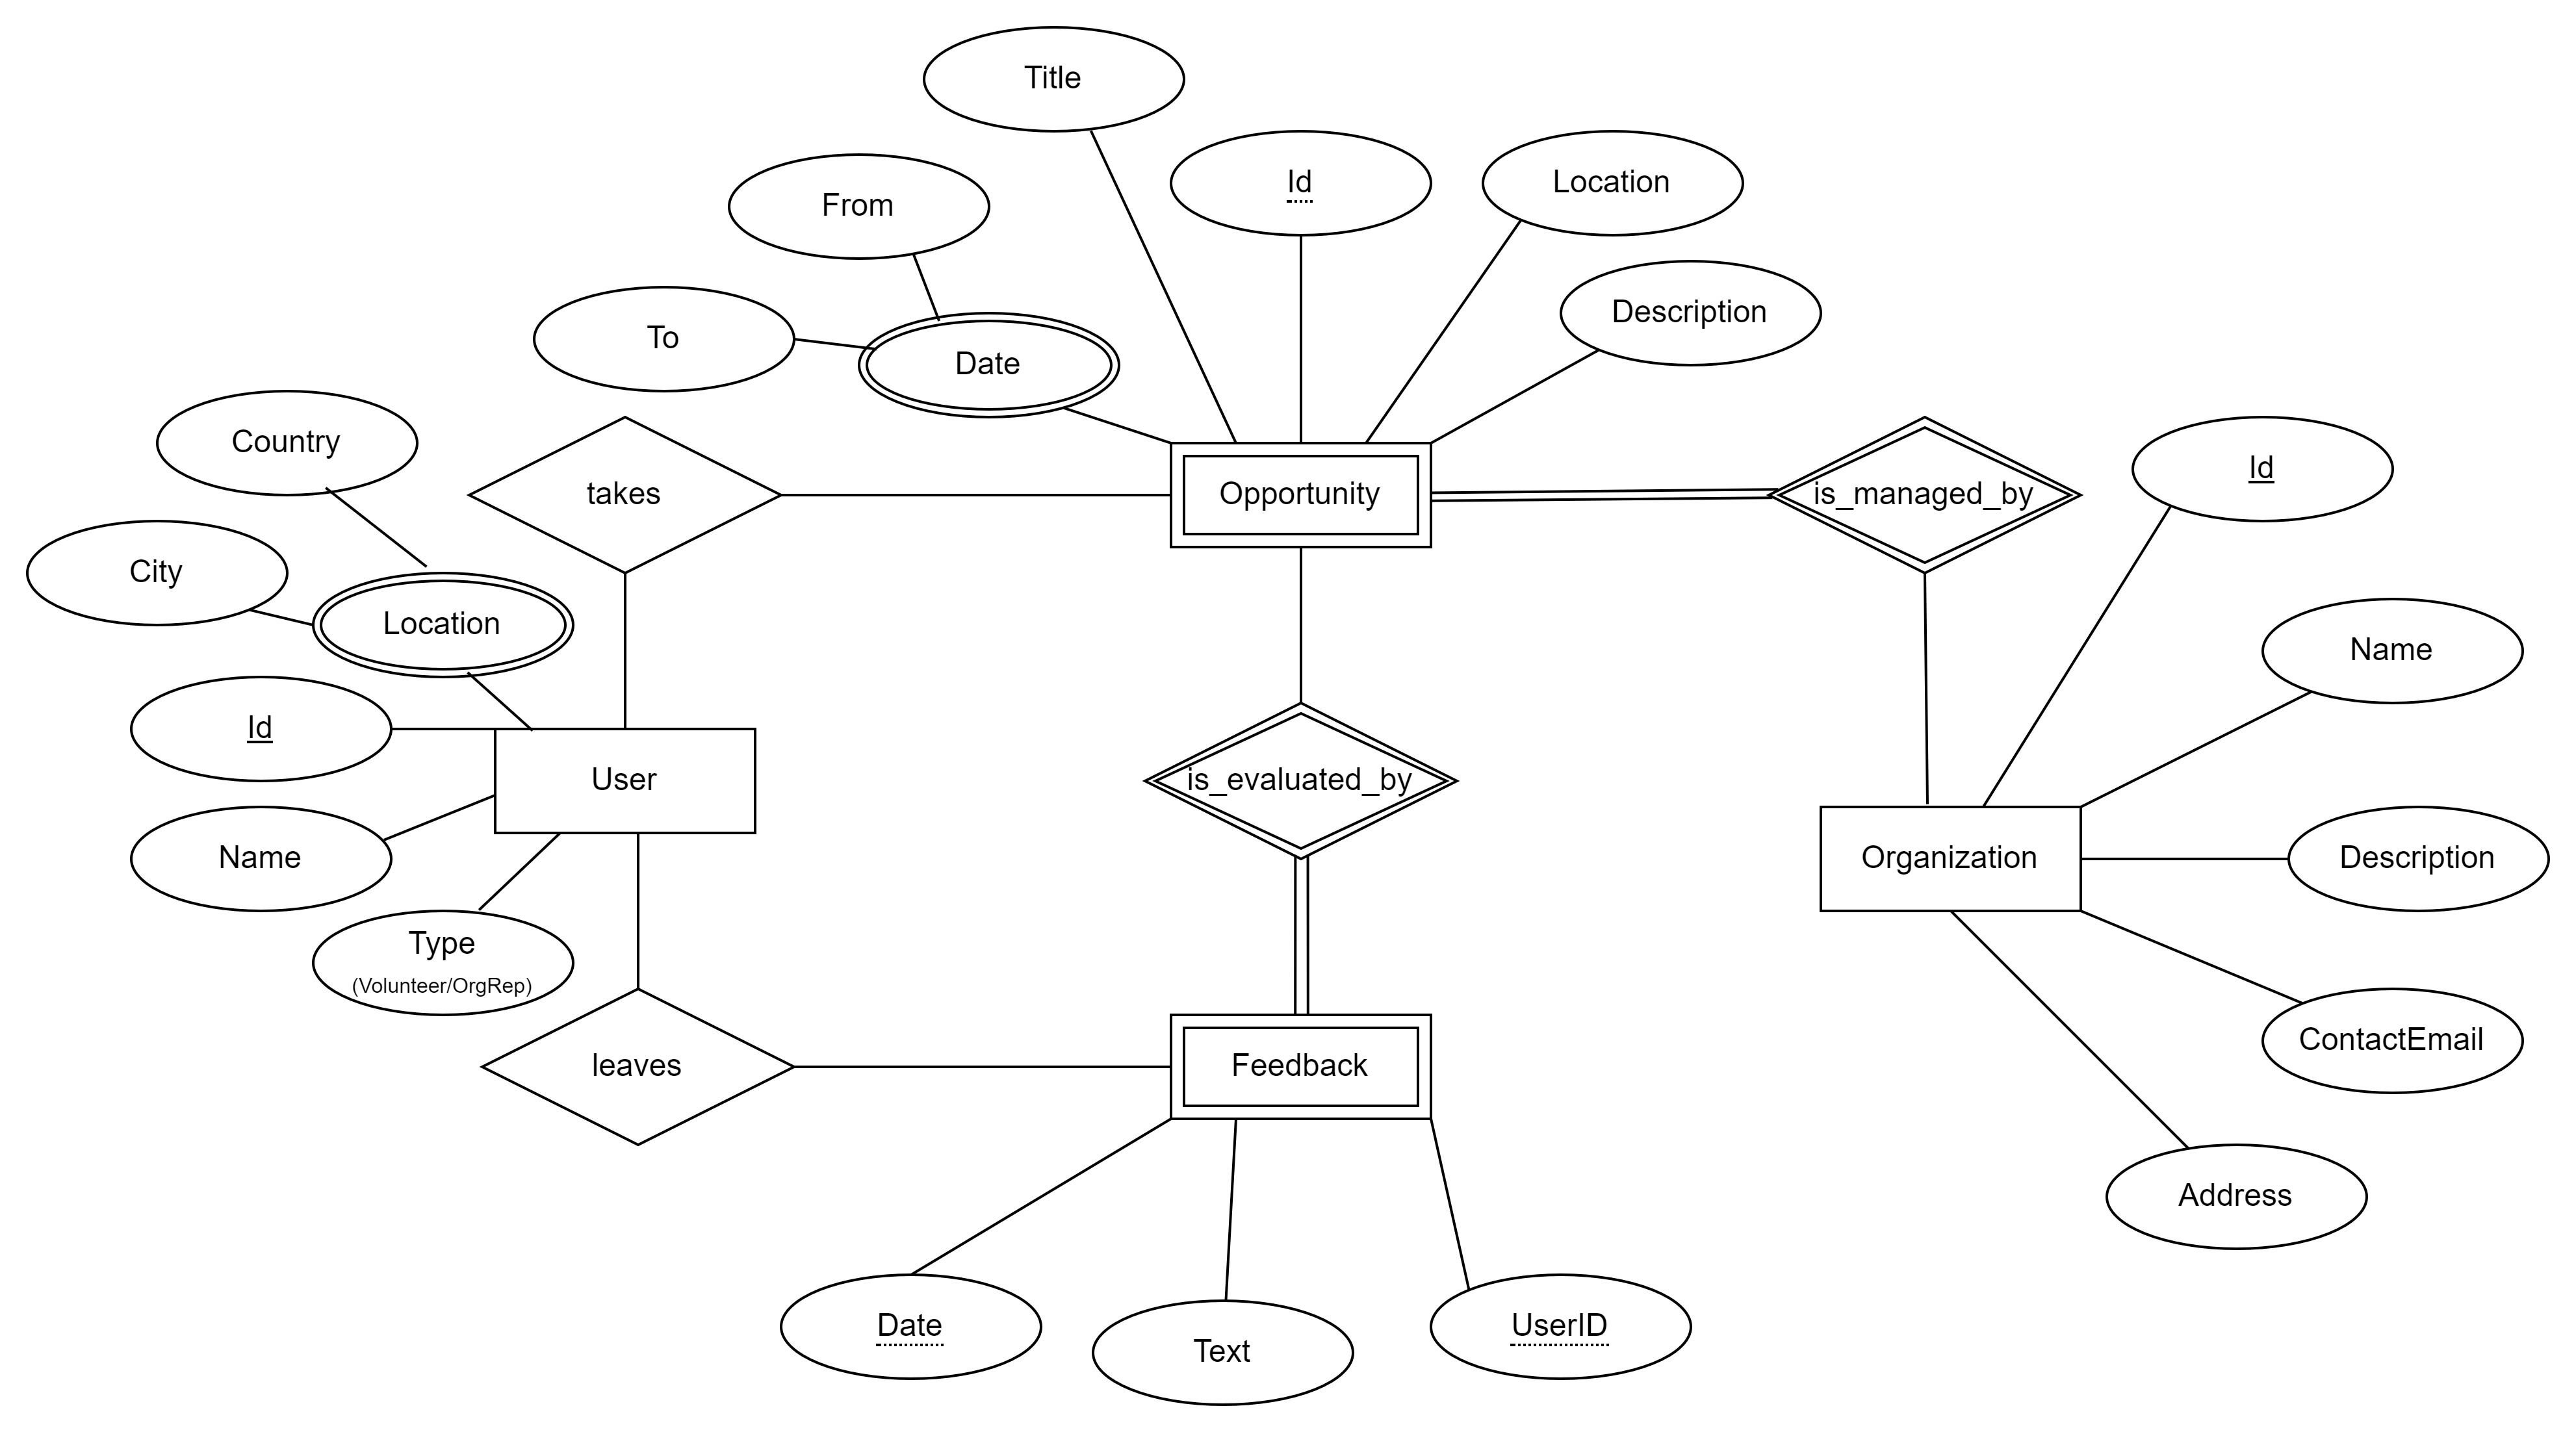 Title
Id
Location
From
Description
To
Date
Country
Id
takes
Opportunity
is_managed_by
City
Location
Name
Id
User
is_evaluated_by
Name
Organization
Description
Type
(Volunteer/OrgRep)
ContactEmail
leaves
Feedback
Address
Date
Text
UserID